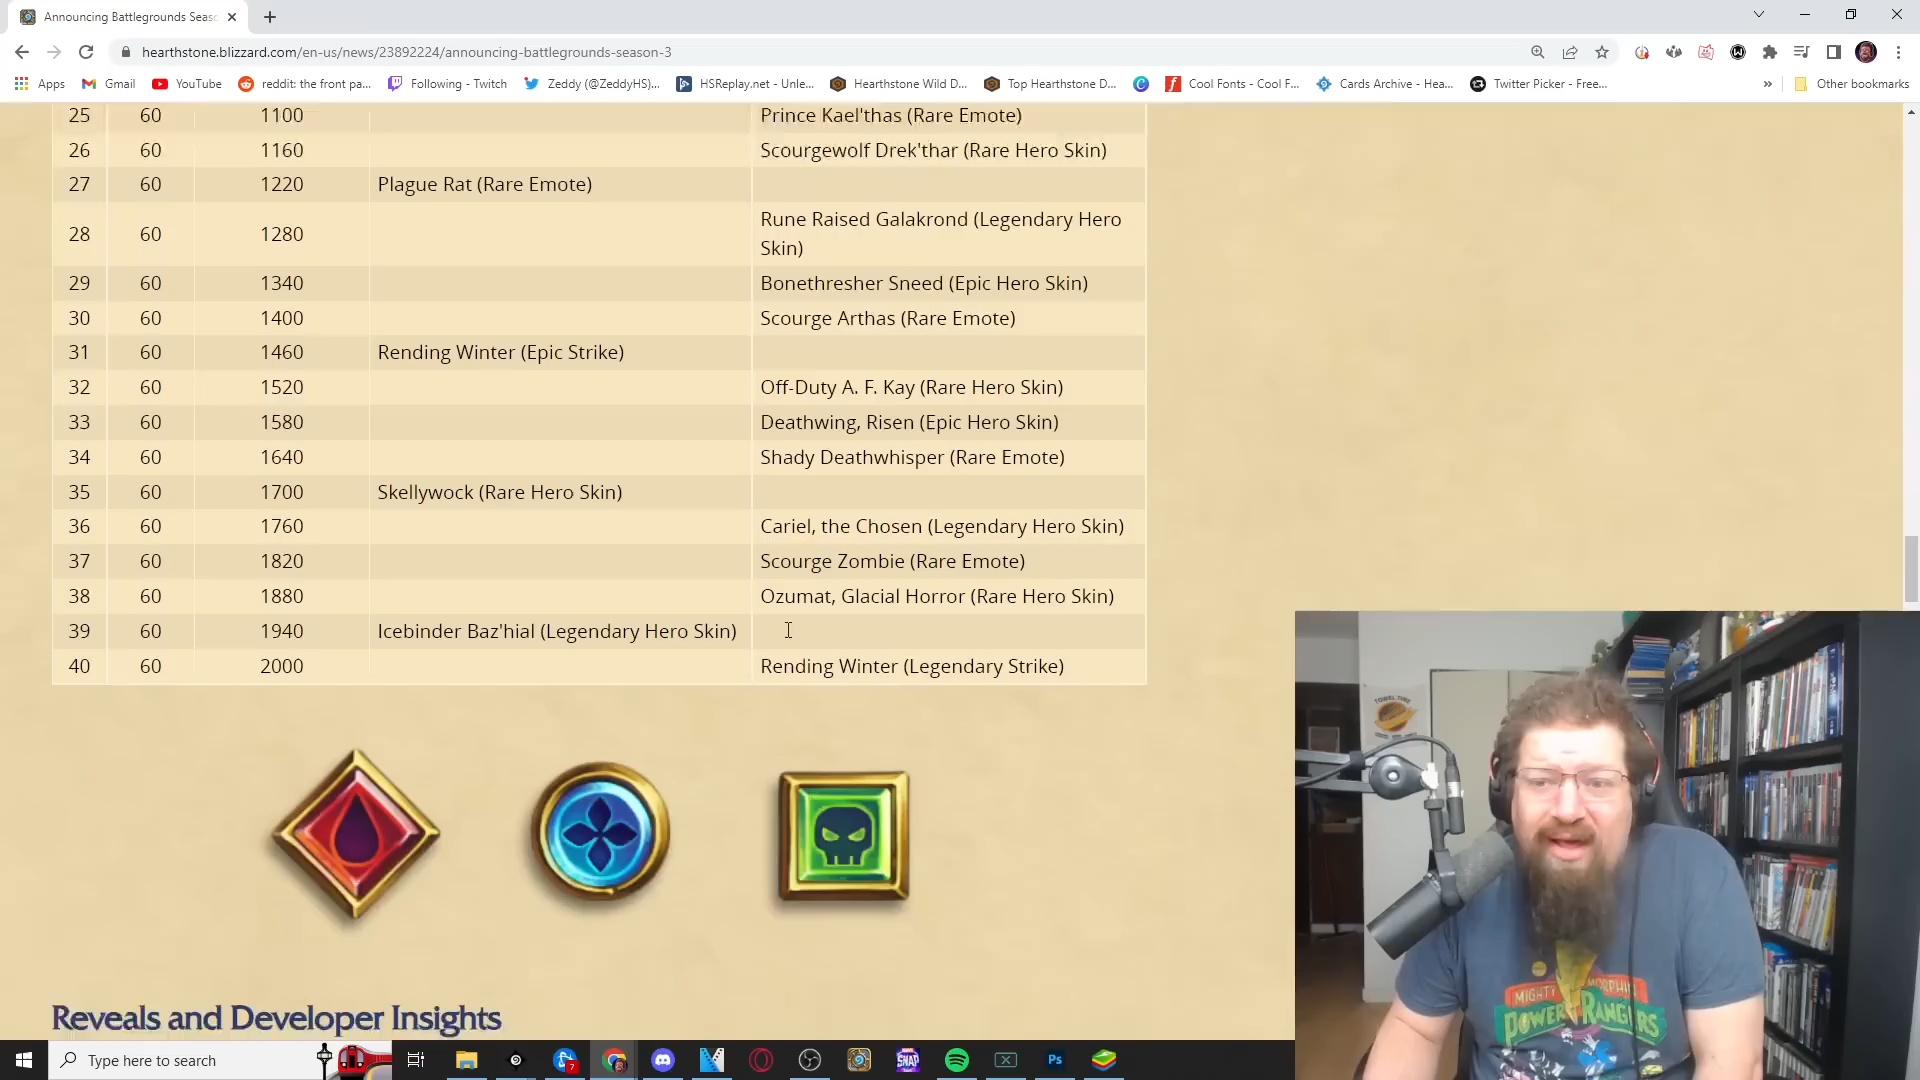 Announcing Battlegrounds Seas
hearthstone.blizzard.com/en-us/news/23892224/announcing-battlegrounds-season-3
Apps Gmail YouTube reddit: the front pa... Following - Twitch Zeddy (@ZeddyHS)... HSReplay.net - Unle... Hearthstone Wild D... Top Hearthstone D... Cool Fonts - Cool F... Cards Archive - Hea... Twitter Picker - Free... » Other bookmarks
25 60 1100 Prince Kael'thas (Rare Emote)
26 60 1160 Scourgewolf Drek'thar (Rare Hero Skin)
27 60 1220 Plague Rat (Rare Emote)
28 60 1280 Rune Raised Galakrond (Legendary Hero
Skin)
29 60 1340 Bonethresher Sneed (Epic Hero Skin)
30 60 1400 Scourge Arthas (Rare Emote)
31 60 1460 Rending Winter (Epic Strike)
32 60 1520 Off-Duty A. F. Kay (Rare Hero Skin)
33 60 1580 Deathwing, Risen (Epic Hero Skin)
34 60 1640 Shady Deathwhisper (Rare Emote)
35 60 1700 Skellywock (Rare Hero Skin)
36 60 1760 Cariel, the Chosen (Legendary Hero Skin)
37 60 1820 Scourge Zombie (Rare Emote)
38 60 1880 Ozumat, Glacial Horror (Rare Hero Skin)
39 60 1940 Icebinder Baz'hial (Legendary Hero Skin)
40 60 2000 Rending Winter (Legendary Strike)
TOWEL TIME
MIGHTY MORPHIN
POWER RANGERS
Reveals and Developer Insights
Type here to search
7
SNAP
Ps